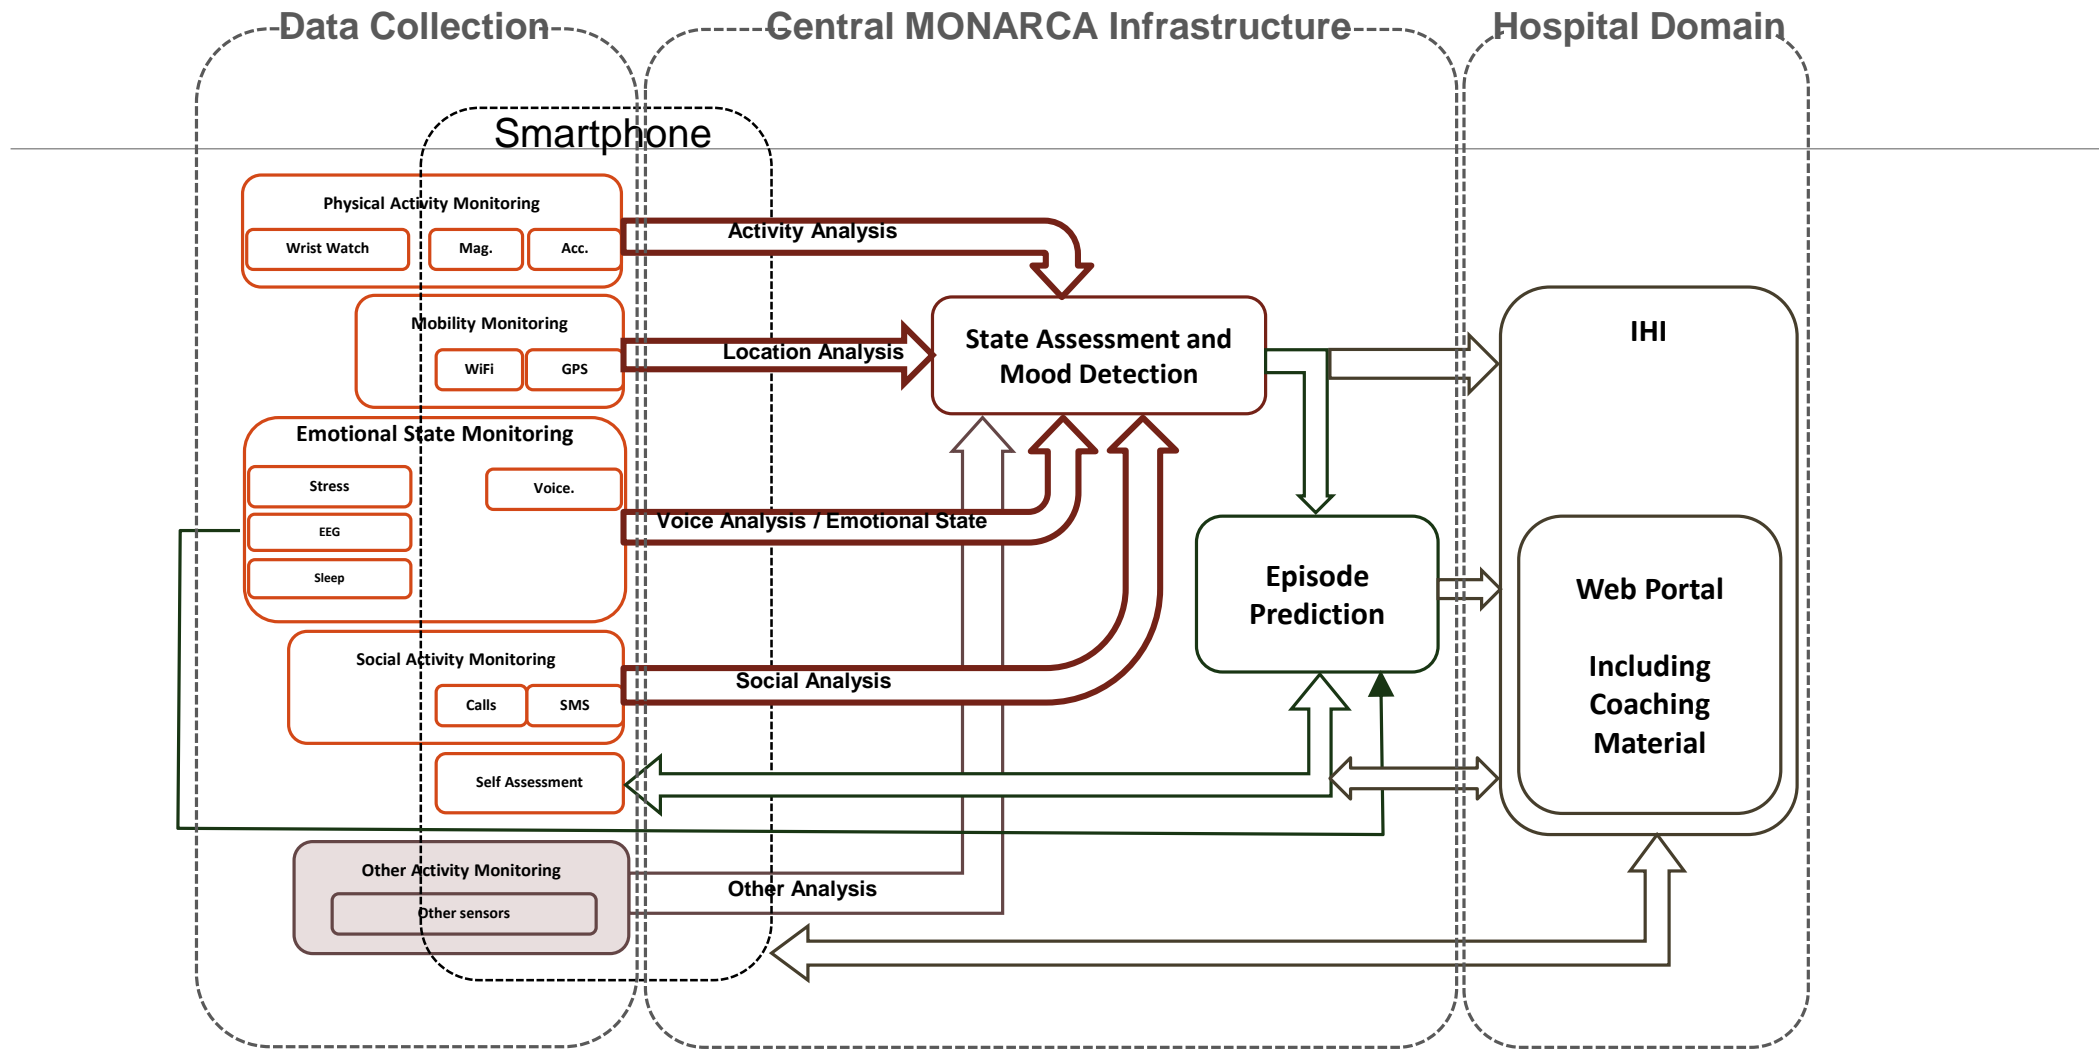 Data Collection
Central MONARCA Infrastructure
Hospital Domain
Smartphone
Physical Activity Monitoring
Wrist Watch
Mag.
Acc.
Activity Analysis
Mobility Monitoring
WiFi
GPS
Location Analysis
State Assessment and
Mood Detection
IHI
Emotional State Monitoring
Stress
Voice.
EEG
Sleep
Voice Analysis / Emotional State
Episode
Prediction
Web Portal
Including
Coaching
Material
Social Activity Monitoring
Calls
SMS
Social Analysis
Self Assessment
Other Activity Monitoring
Other sensors
Other Analysis